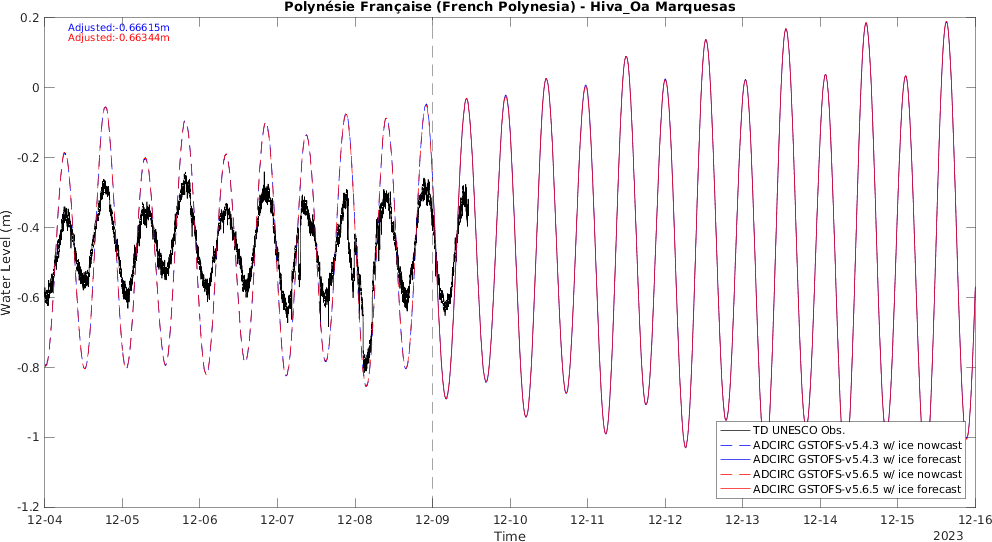 Polynésie Française (French Polynesia) - Hiva_Oa Marquesas
Adjusted:-0.66615m
Adjusted:-0.66344m
Water Level (m)
0.2
0
-0.2
-0.4
-0.6
-0.8
-1
-1.2
TD UNESCO Obs.
ADCIRC GSTOFS-v5.4.3 w/ ice nowcast
ADCIRC GSTOFS-v5.4.3 w/ ice forecast
ADCIRC GSTOFS-v5.6.5 w/ ice nowcast
ADCIRC GSTOFS-v5.6.5 w/ ice forecast
12-04 12-05 12-06 12-07 12-08 12-09 12-10 12-11 12-12 12-13 12-14 12-15 12-16
Time
2023